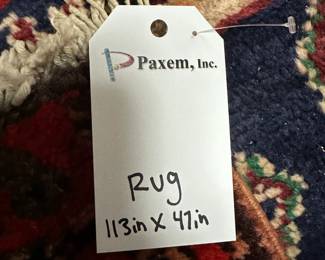 Paxem, Inc.
Rug
113in x 47in